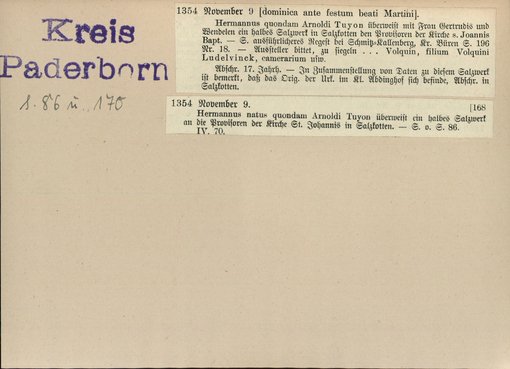 Kreis
Paderborn
1354 November 9 [dominica ante festum beati Martini].
Hermannus quondam Arnoldi Tuyon überweist mit Frau Gertrudis und
Wendelen ein halbes Salzwerk in Salzkotten den Provisoren der Kirche s. Joannis
Bapt. — S. ausführlicheres Regest bei Schmitz-Kallenberg, Kr. Büren S. 196
Nr. 18. — Aussteller bittet, zu siegeln . . . Volquin, filium Volquini
Ludelvinck, camerarium usw.
Abschr. 17. Jahrh. — In Zusammenstellung von Daten zu diesem Salzwerk
ist bemerkt, daß das Orig. der Urk. im Kl. Abdinghof sich befinde, Abschr. in
Salzkotten.
S. 86 u. 170
1354 November 9. [168
Hermannus natus quondam Arnoldi Tuyon überweist ein halbes Salzwerk
an die Provisoren der Kirche St. Johannis in Salzkotten. — S. o. S. 86.
IV. 70.